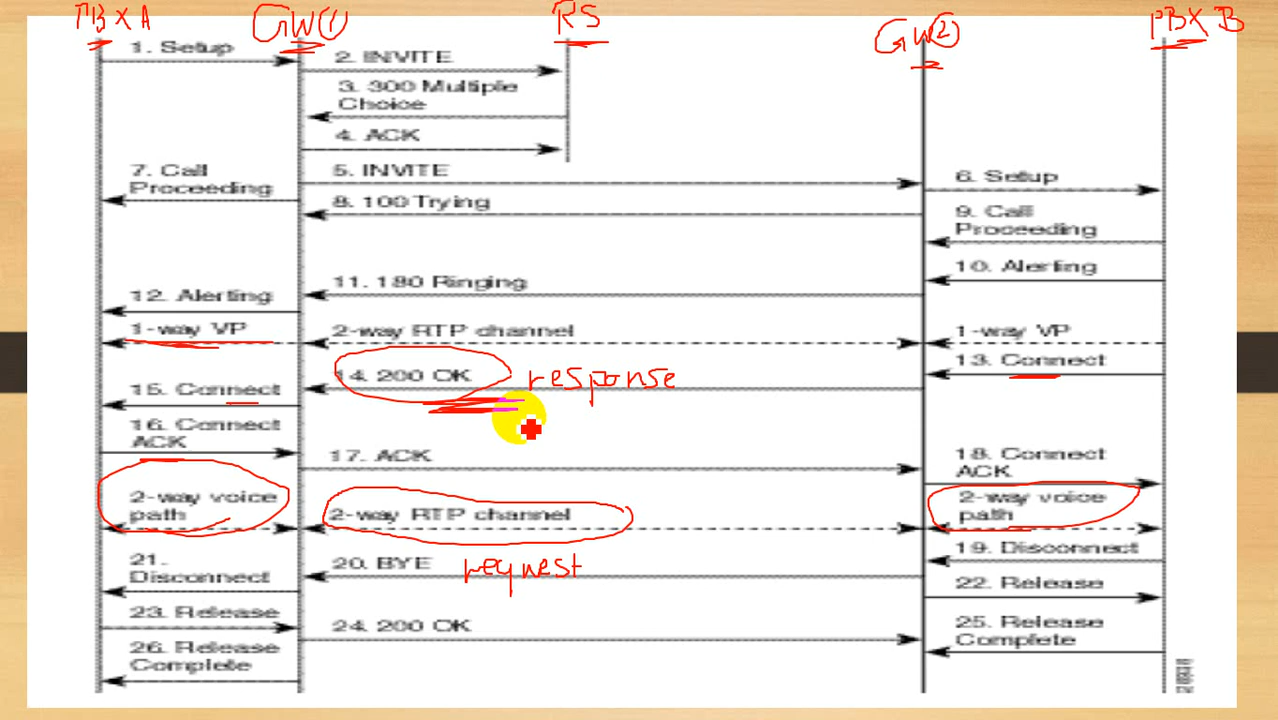 PBX A
GW(1)
RS
GW(2)
PBX B
1. Setup
2. INVITE
3. 300 Multiple
Choice
4. ACK
7. Call
Proceeding
5. INVITE
6. Setup
8. 100 Trying
9. Call
Proceeding
10. Alerting
11. 180 Ringing
12. Alerting
1-way VP
2-way RTP channel
1-way VP
13. Connect
14. 200 OK
response
15. Connect
16. Connect
ACK
17. ACK
18. Connect
ACK
2-way voice
path
2-way RTP channel
2-way voice
path
19. Disconnect
20. BYE
request
21.
Disconnect
22. Release
23. Release
24. 200 OK
25. Release
Complete
26. Release
Complete